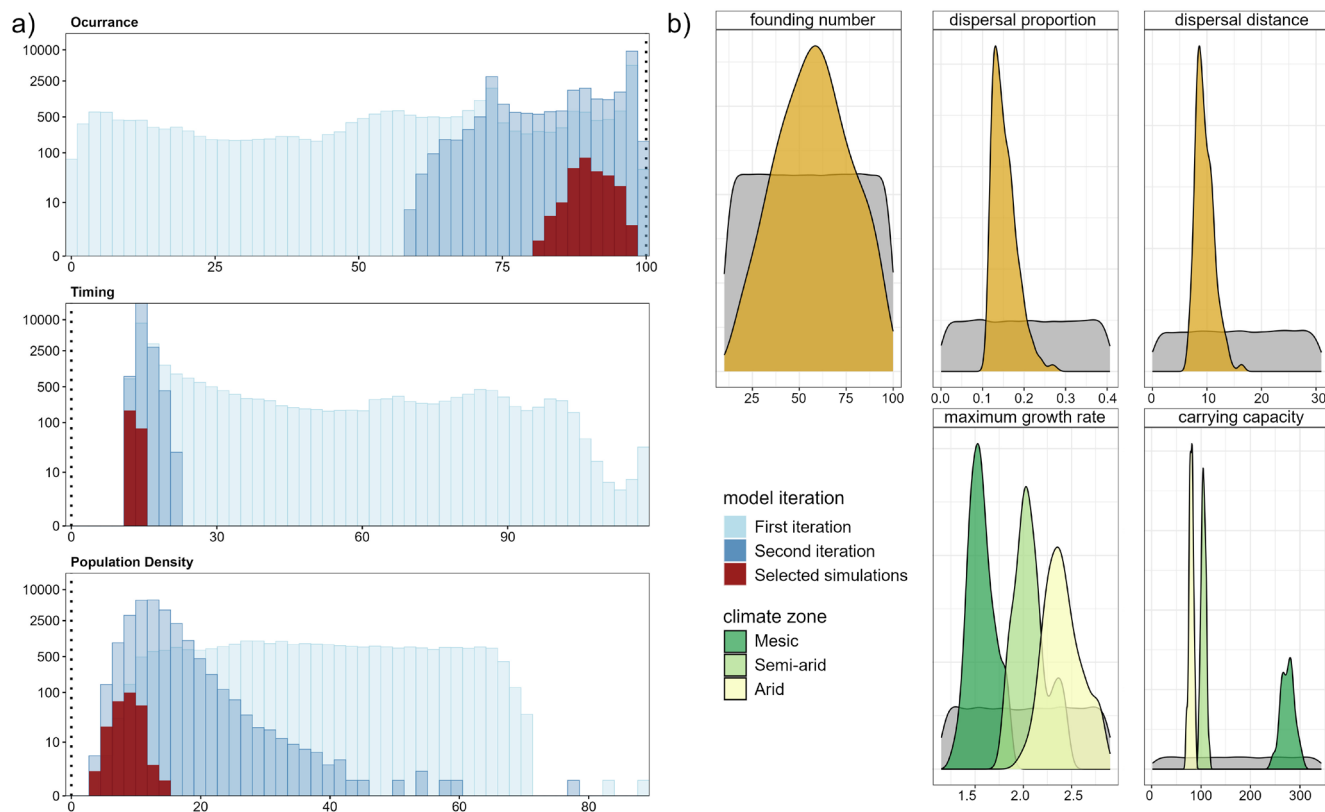 a)
Ocurrance
10000
2500
500
100
10
0
0 25 50 75 100
Timing
10000
2500
500
100
10
0
0 30 60 90
Population Density
10000
2500
500
100
10
0
0 20 40 60 80
b)
founding number
25 50 75 100
dispersal proportion
0.0 0.1 0.2 0.3 0.4
dispersal distance
0 10 20 30
maximum growth rate
1.5 2.0 2.5
carrying capacity
0 100 200 300
model iteration
First iteration
Second iteration
Selected simulations
climate zone
Mesic
Semi-arid
Arid